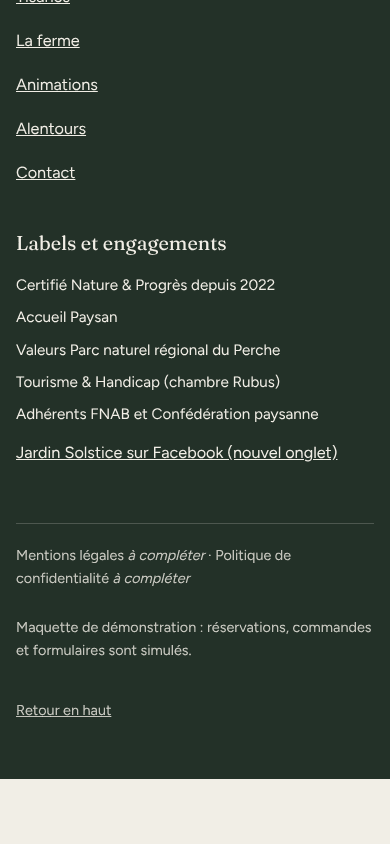 Tisanes
La ferme
Animations
Alentours
Contact
Labels et engagements
Certifié Nature & Progrès depuis 2022
Accueil Paysan
Valeurs Parc naturel régional du Perche
Tourisme & Handicap (chambre Rubus)
Adhérents FNAB et Confédération paysanne
Jardin Solstice sur Facebook (nouvel onglet)
Mentions légales à compléter · Politique de
confidentialité à compléter
Maquette de démonstration : réservations, commandes
et formulaires sont simulés.
Retour en haut